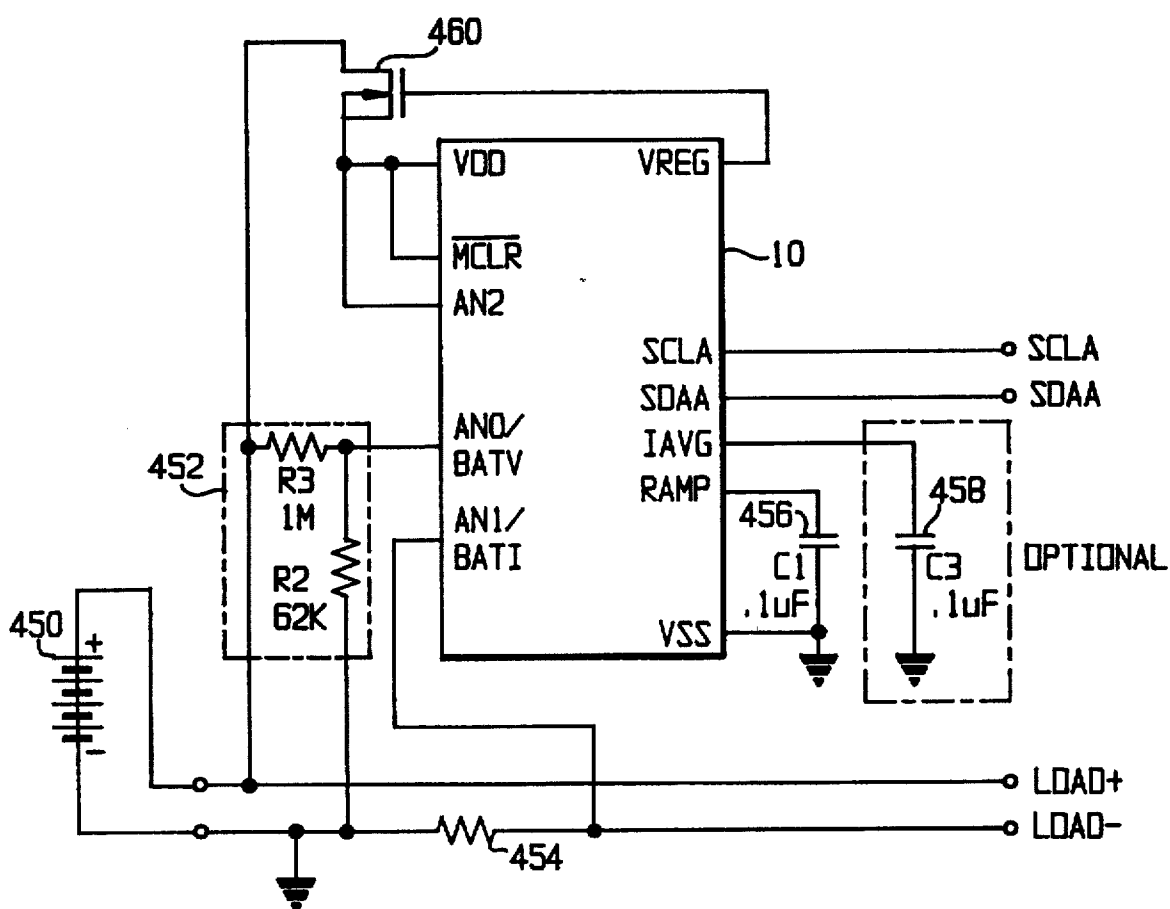 460
VDD
VREG
MCLR
10
AN2
SCLA
SCLA
SDAA
SDAA
AN0/
BATV
IAVG
452
R3
1M
RAMP
456
458
AN1/
BATI
OPTIONAL
R2
62K
C1
.1uF
C3
.1uF
450
+
VSS
-
LOAD+
LOAD-
454